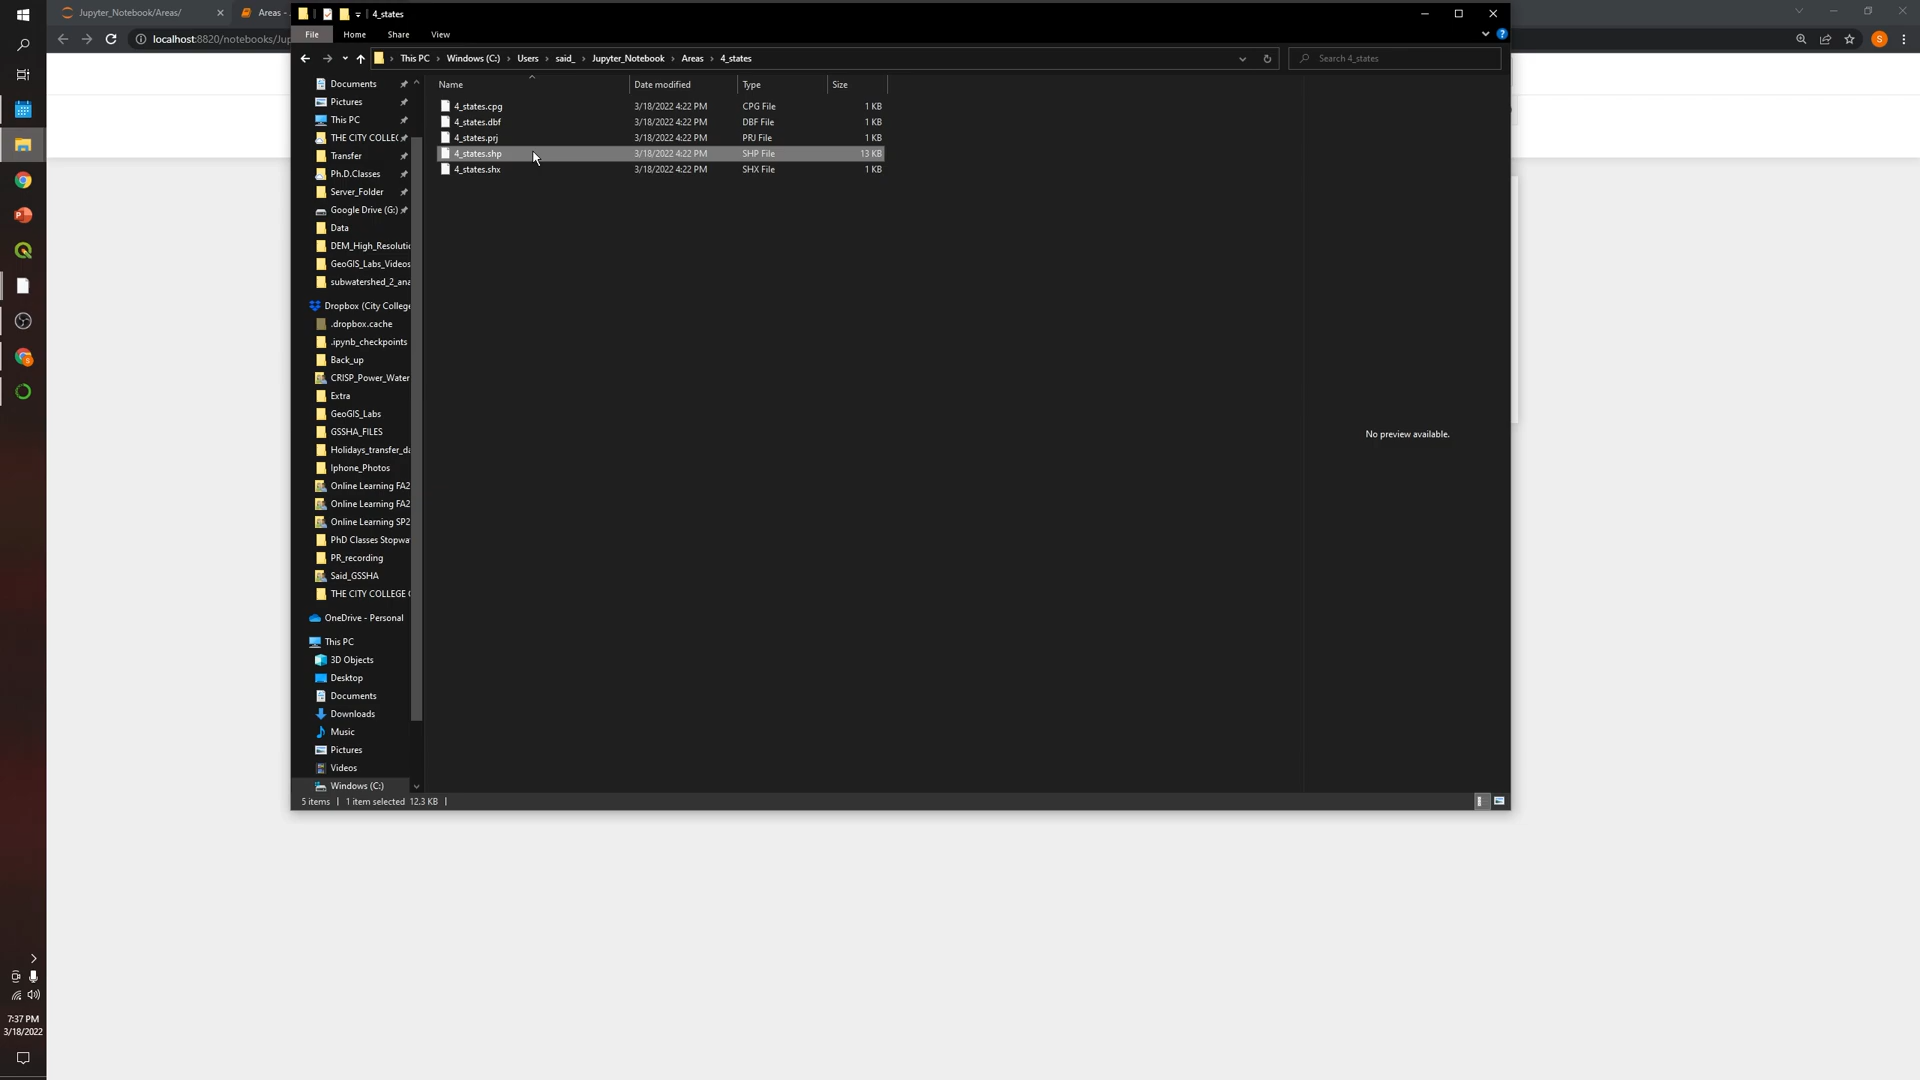 Jupyter_Notebook/Areas/
Areas -
4_states
localhost:8820/notebooks/Jup
File Home Share View
This PC Windows (C:) Users said_ Jupyter_Notebook Areas 4_states
Search 4_states
Name Date modified Type Size
4_states.cpg 3/18/2022 4:22 PM CPG File 1 KB
4_states.dbf 3/18/2022 4:22 PM DBF File 1 KB
4_states.prj 3/18/2022 4:22 PM PRJ File 1 KB
4_states.shp 3/18/2022 4:22 PM SHP File 13 KB
4_states.shx 3/18/2022 4:22 PM SHX File 1 KB
Documents
Pictures
This PC
THE CITY COLLEG
Transfer
Ph.D.Classes
Server_Folder
Google Drive (G:)
Data
DEM_High_Resolutio
GeoGIS_Labs_Videos
subwatershed_2_ana
Dropbox (City College
.dropbox.cache
.ipynb_checkpoints
Back_up
CRISP_Power_Water
Extra
GeoGIS_Labs
GSSHA_FILES
Holidays_transfer_da
Iphone_Photos
Online Learning FA2
Online Learning FA2
Online Learning SP2
PhD Classes Stopwa
PR_recording
Said_GSSHA
THE CITY COLLEGE
OneDrive - Personal
This PC
3D Objects
Desktop
Documents
Downloads
Music
Pictures
Videos
Windows (C:)
No preview available.
5 items 1 item selected 12.3 KB
7:37 PM
3/18/2022
S